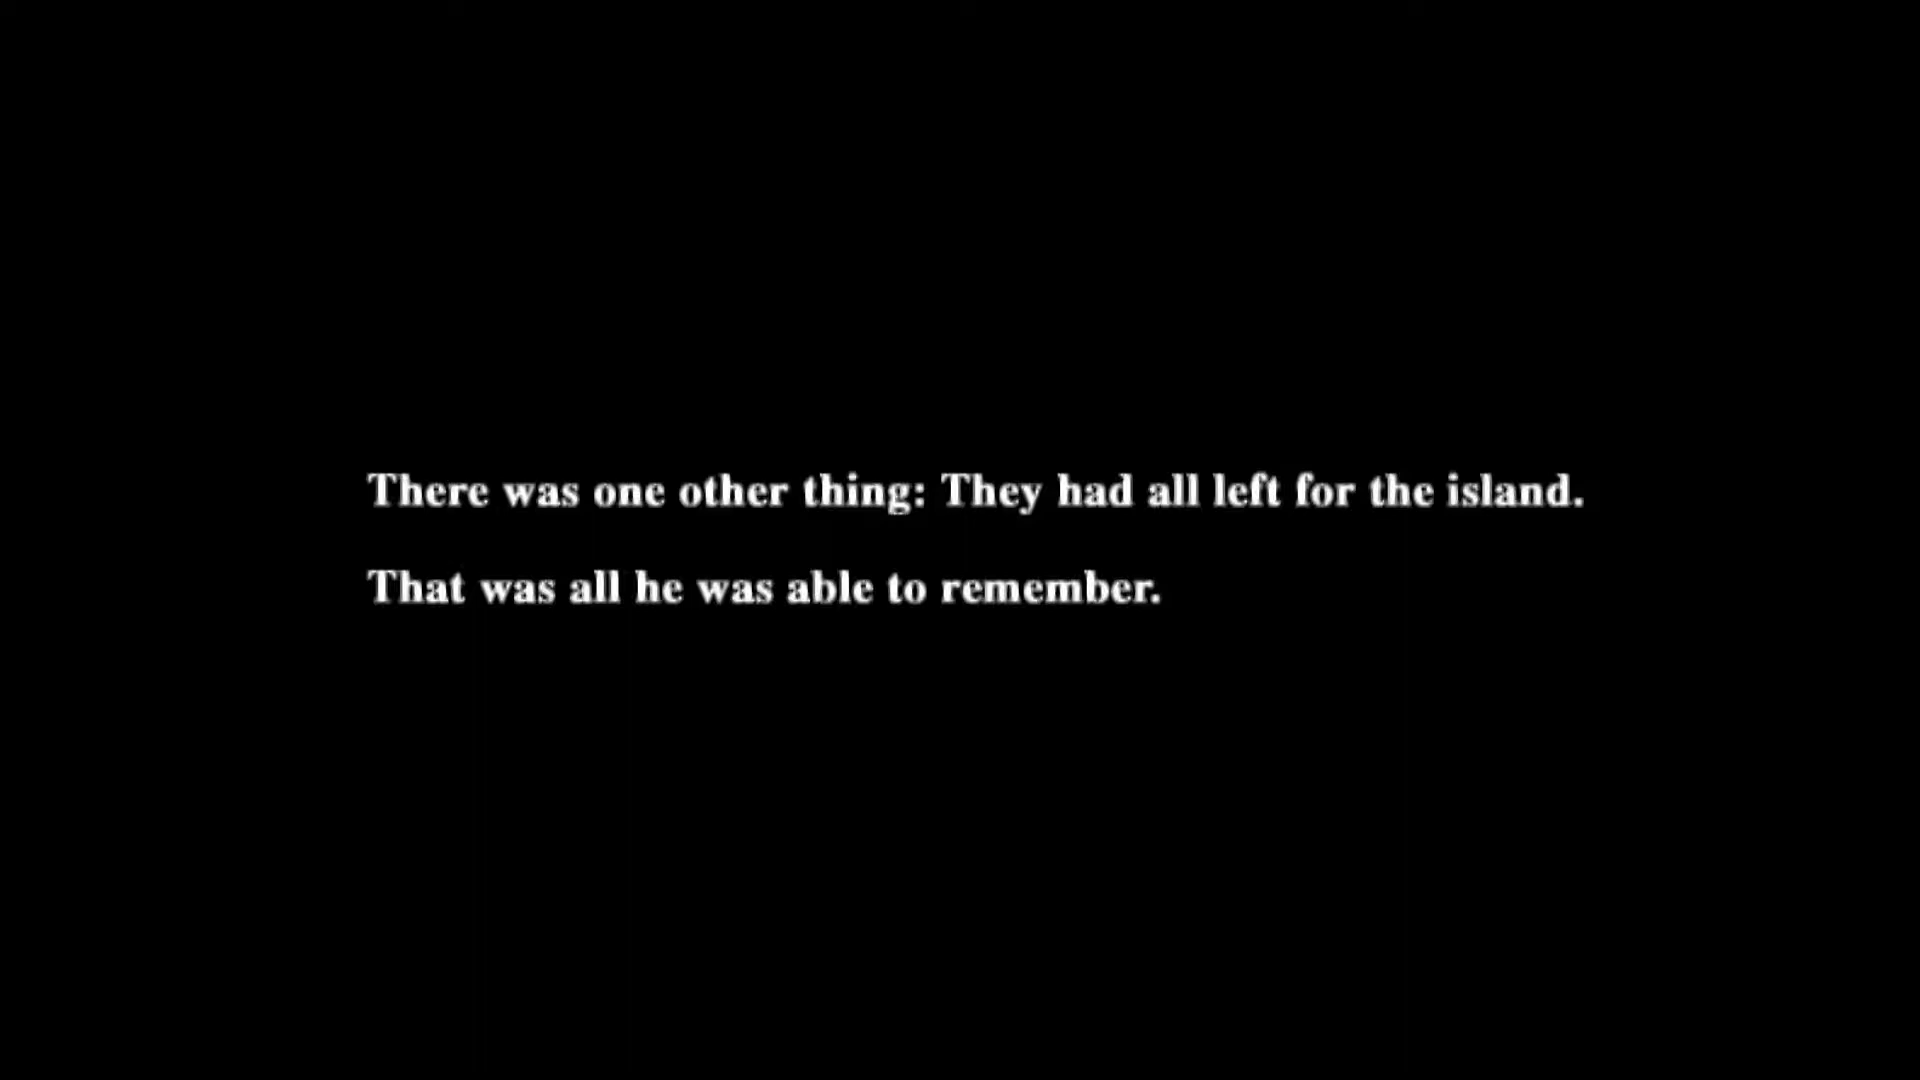 There was one other thing: They had all left for the island.
That was all he was able to remember.